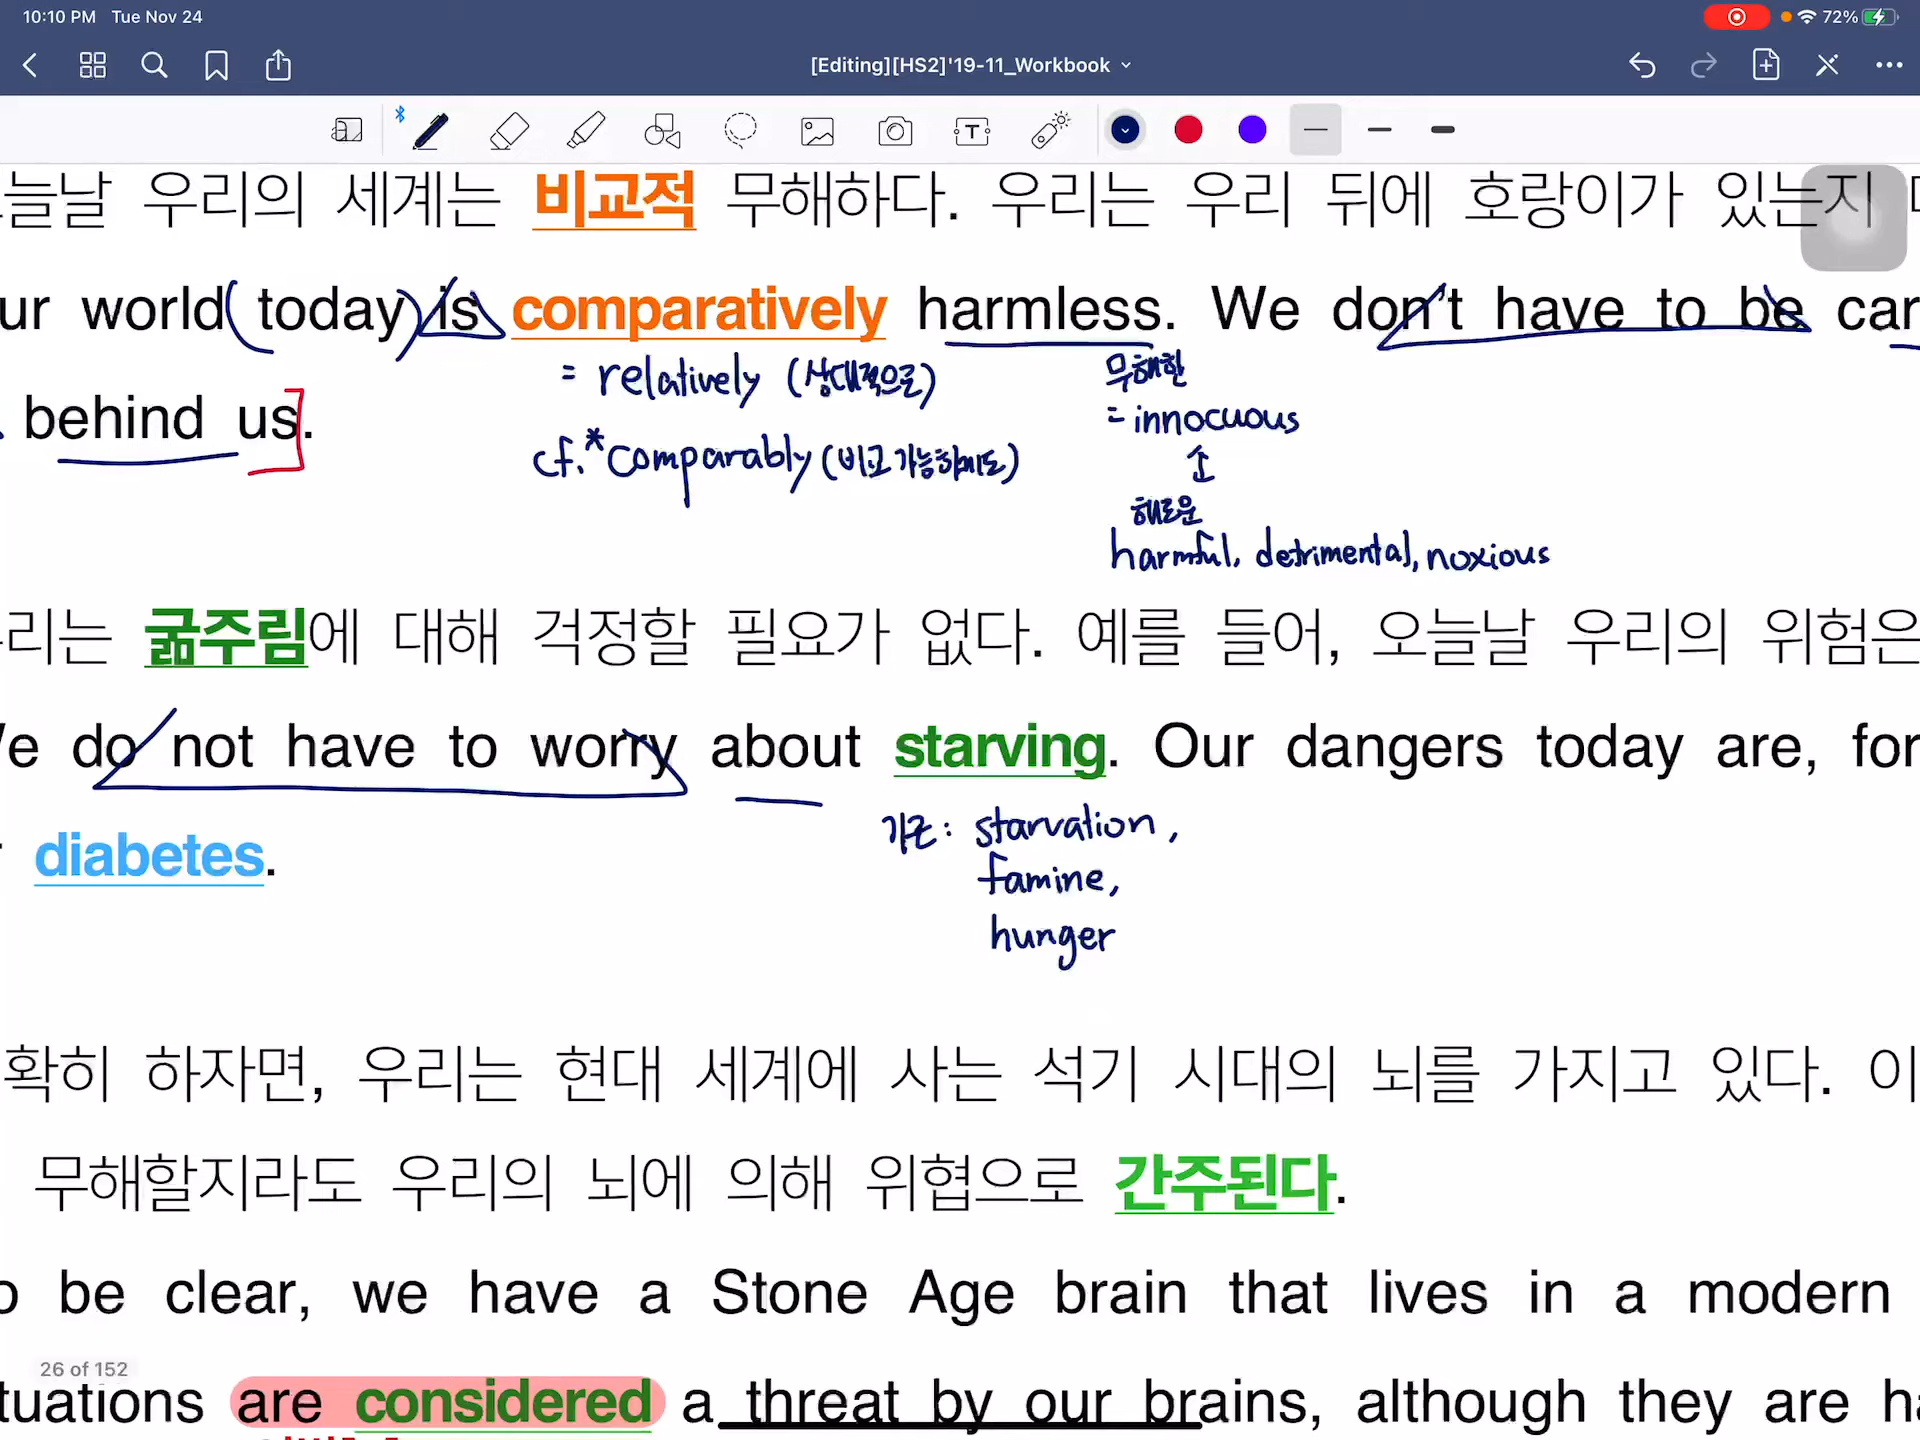 10:10 PM Tue Nov 24
72%
[Editing][HS2]'19-11_Workbook
늘날 우리의 세계는 비교적 무해하다. 우리는 우리 뒤에 호랑이가 있는지
ur world (today) is comparatively harmless. We don't have to be car
= relatively (상대적으로)
무해한
= innocuous
behind us].
cf.*comparably (비교가능하게도)
해로운
harmful, detrimental, noxious
리는 굶주림에 대해 걱정할 필요가 없다. 예를 들어, 오늘날 우리의 위험은
We do not have to worry about starving. Our dangers today are, for
기근: starvation,
diabetes.
famine,
hunger
확히 하자면, 우리는 현대 세계에 사는 석기 시대의 뇌를 가지고 있다. 이
무해할지라도 우리의 뇌에 의해 위협으로 간주된다.
o be clear, we have a Stone Age brain that lives in a modern
26 of 152
tuations are considered a threat by our brains, although they are ha